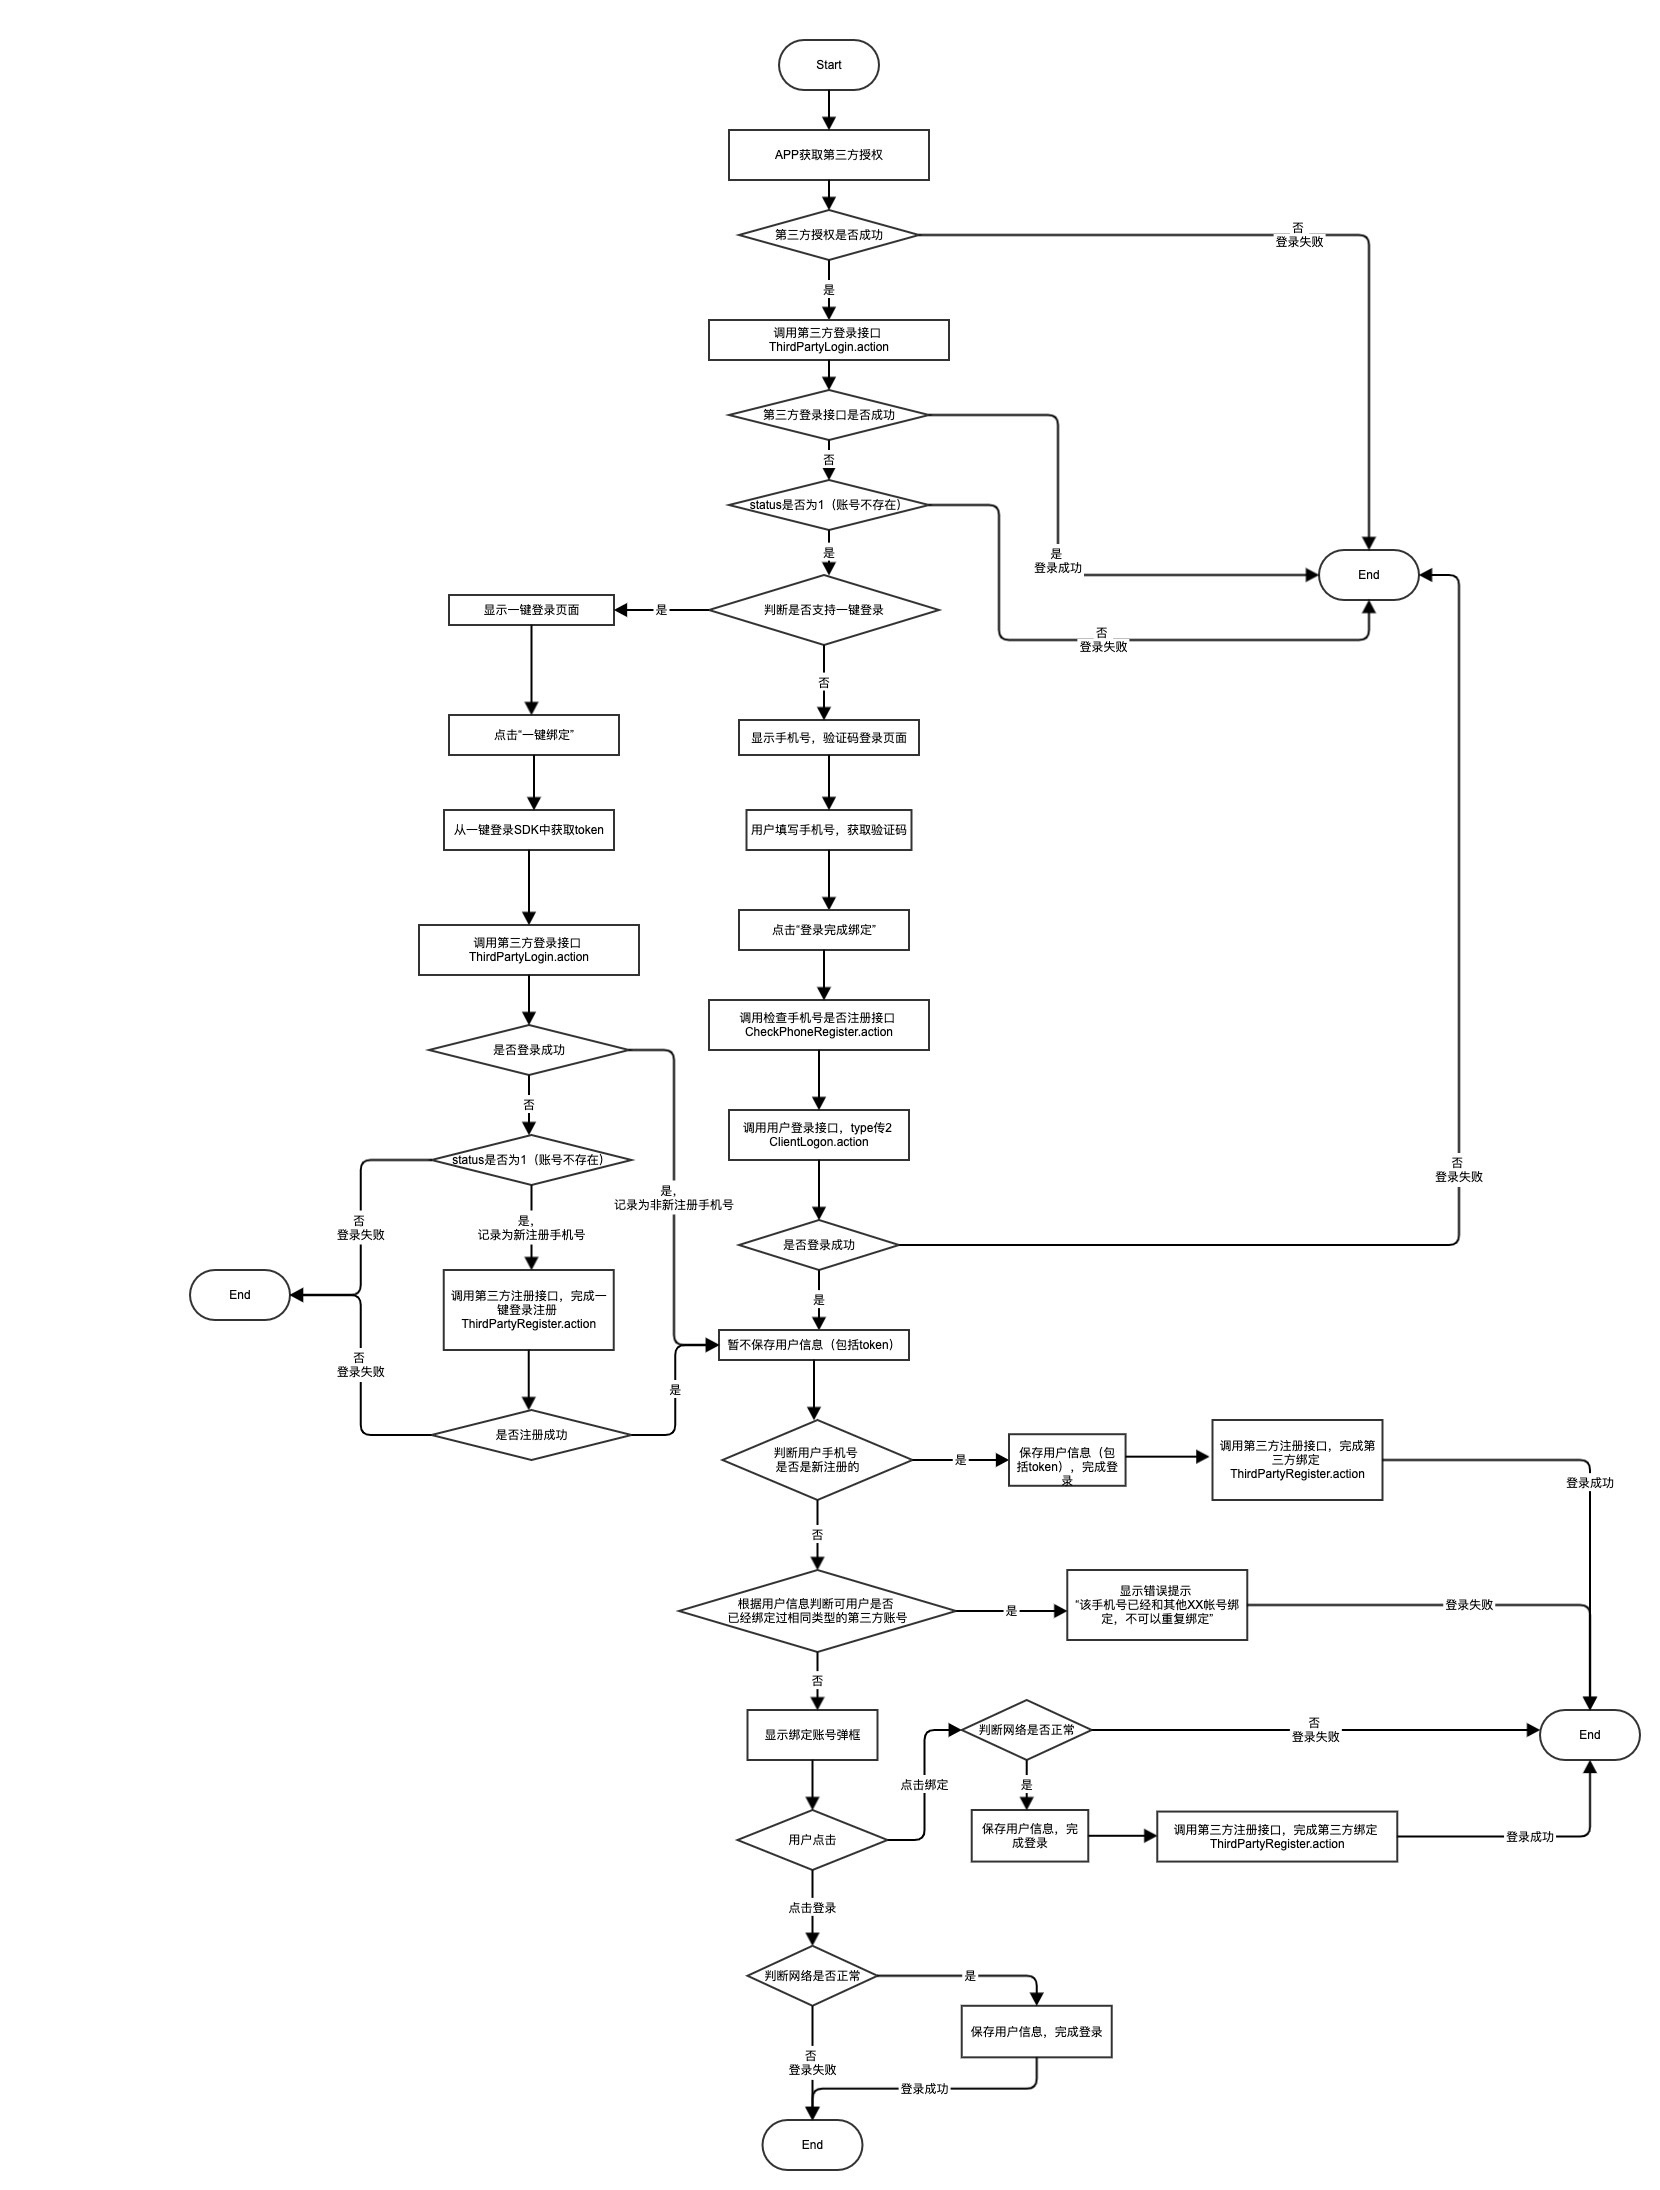 Start
APP获取第三方授权
第三方授权是否成功
否
登录失败
是
调用第三方登录接口
ThirdPartyLogin.action
第三方登录接口是否成功
否
status是否为1（账号不存在）
是
登录成功
End
是
判断是否支持一键登录
是
显示一键登录页面
否
登录失败
否
点击“一键绑定”
显示手机号，验证码登录页面
从一键登录SDK中获取token
用户填写手机号，获取验证码
点击“登录完成绑定”
调用第三方登录接口
ThirdPartyLogin.action
调用检查手机号是否注册接口
CheckPhoneRegister.action
是否登录成功
否
调用用户登录接口，type传2
ClientLogon.action
status是否为1（账号不存在）
否
登录失败
是，
记录为非新注册手机号
否
登录失败
是，
记录为新注册手机号
是否登录成功
End
调用第三方注册接口，完成一
键登录注册
ThirdPartyRegister.action
是
暂不保存用户信息（包括token）
否
登录失败
是
是否注册成功
判断用户手机号
是否是新注册的
是
保存用户信息（包
括token），完成登
录
调用第三方注册接口，完成第
三方绑定
ThirdPartyRegister.action
登录成功
否
根据用户信息判断可用户是否
已经绑定过相同类型的第三方账号
是
显示错误提示
“该手机号已经和其他XX帐号绑
定，不可以重复绑定”
登录失败
否
显示绑定账号弹框
判断网络是否正常
否
登录失败
End
点击绑定
是
用户点击
保存用户信息，完
成登录
调用第三方注册接口，完成第三方绑定
ThirdPartyRegister.action
登录成功
点击登录
判断网络是否正常
是
保存用户信息，完成登录
否
登录失败
登录成功
End